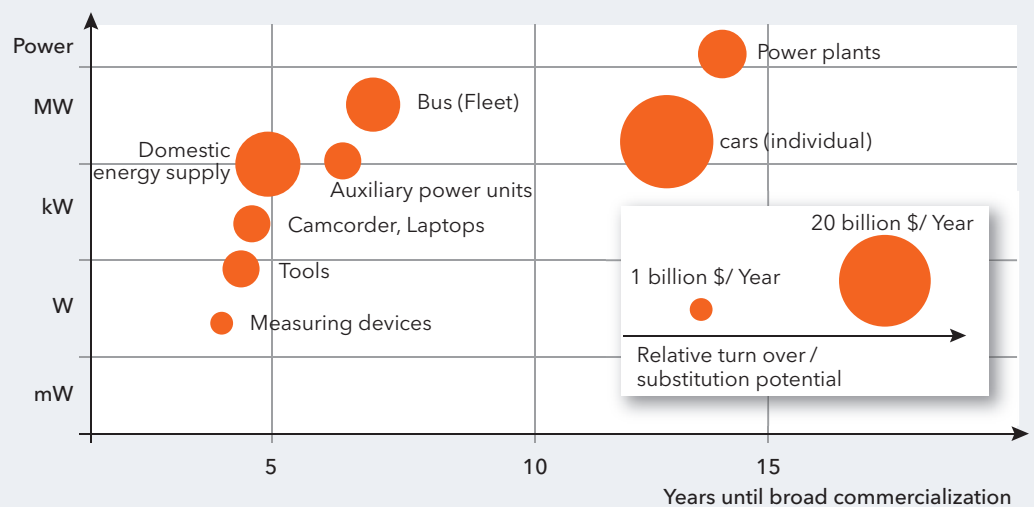 Power
Power plants
MW
Bus (Fleet)
cars (individual)
Domestic
energy supply
Auxiliary power units
kW
Camcorder, Laptops
Tools
W
Measuring devices
mW
20 billion $/ Year
1 billion $/ Year
Relative turn over /
substitution potential
5
10
15
Years until broad commercialization